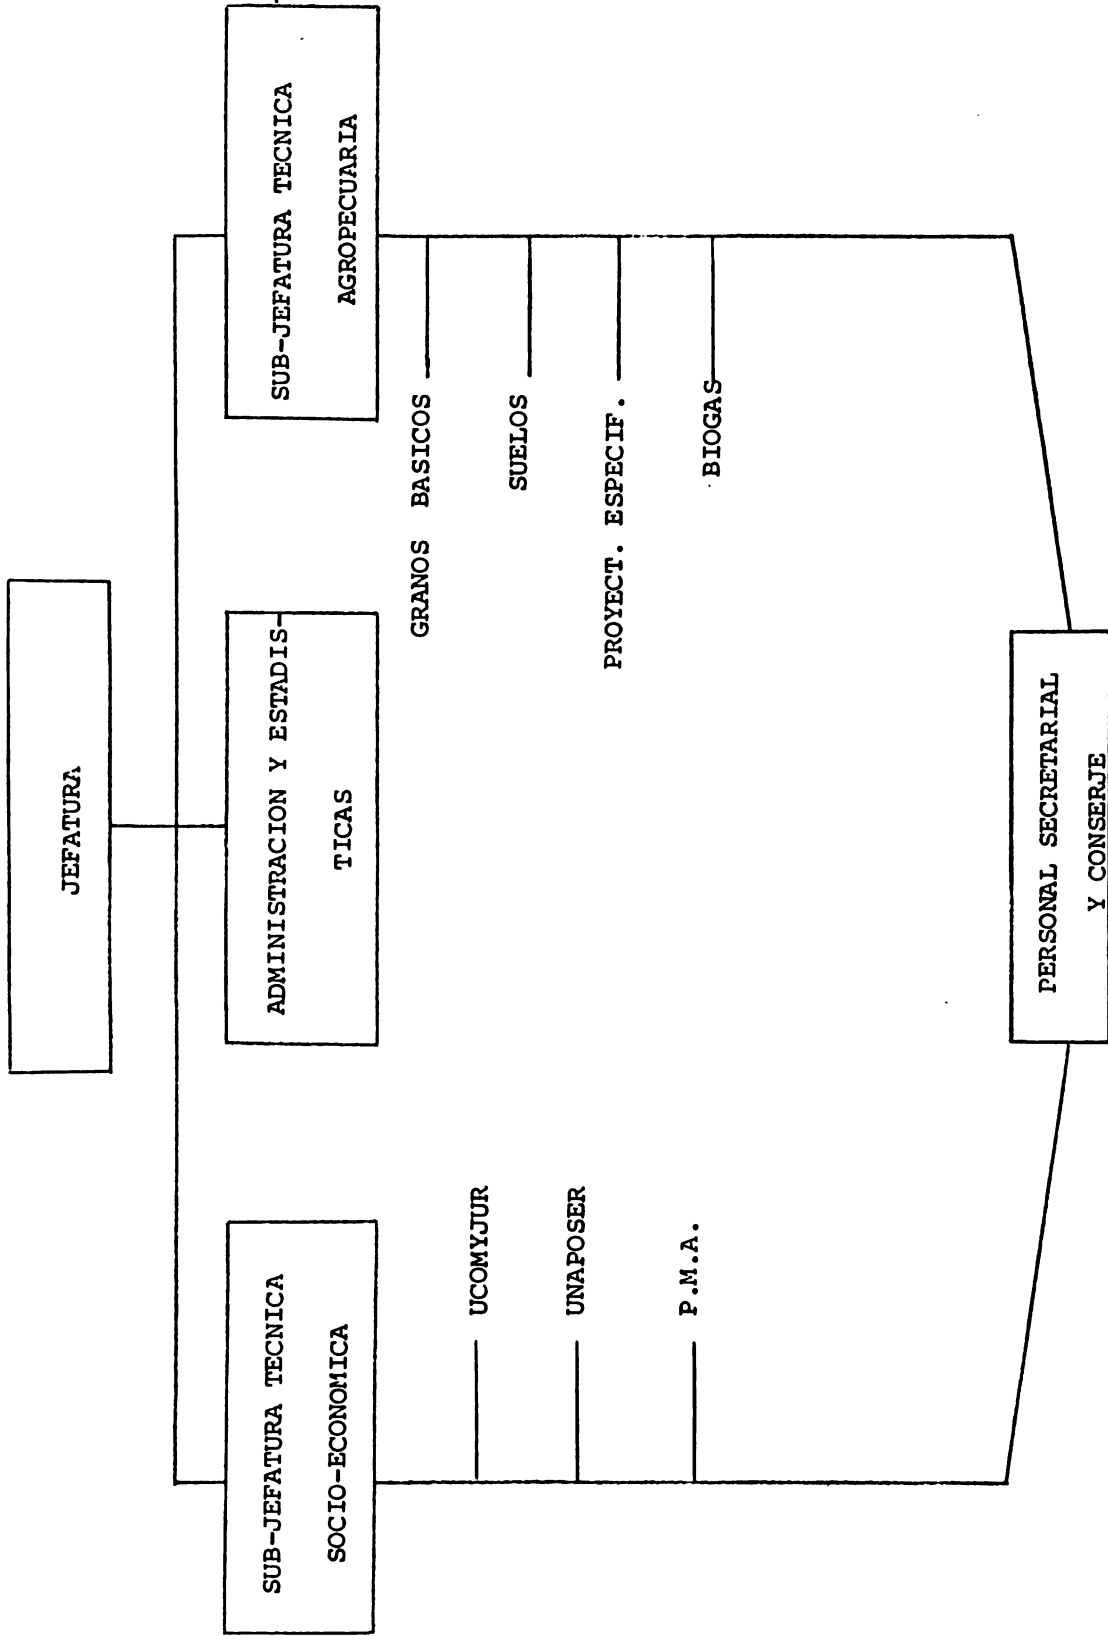 JEFATURA
SUB-JEFATURA TECNICA
SOCIO-ECONOMICA
ADMINISTRACION Y ESTADIS-
TICAS
SUB-JEFATURA TECNICA
AGROPECUARIA
UCOMYJUR
UNAPOSER
P.M.A.
GRANOS BASICOS
SUELOS
PROYECT. ESPECIF.
BIOGAS
PERSONAL SECRETARIAL
Y CONSERJE